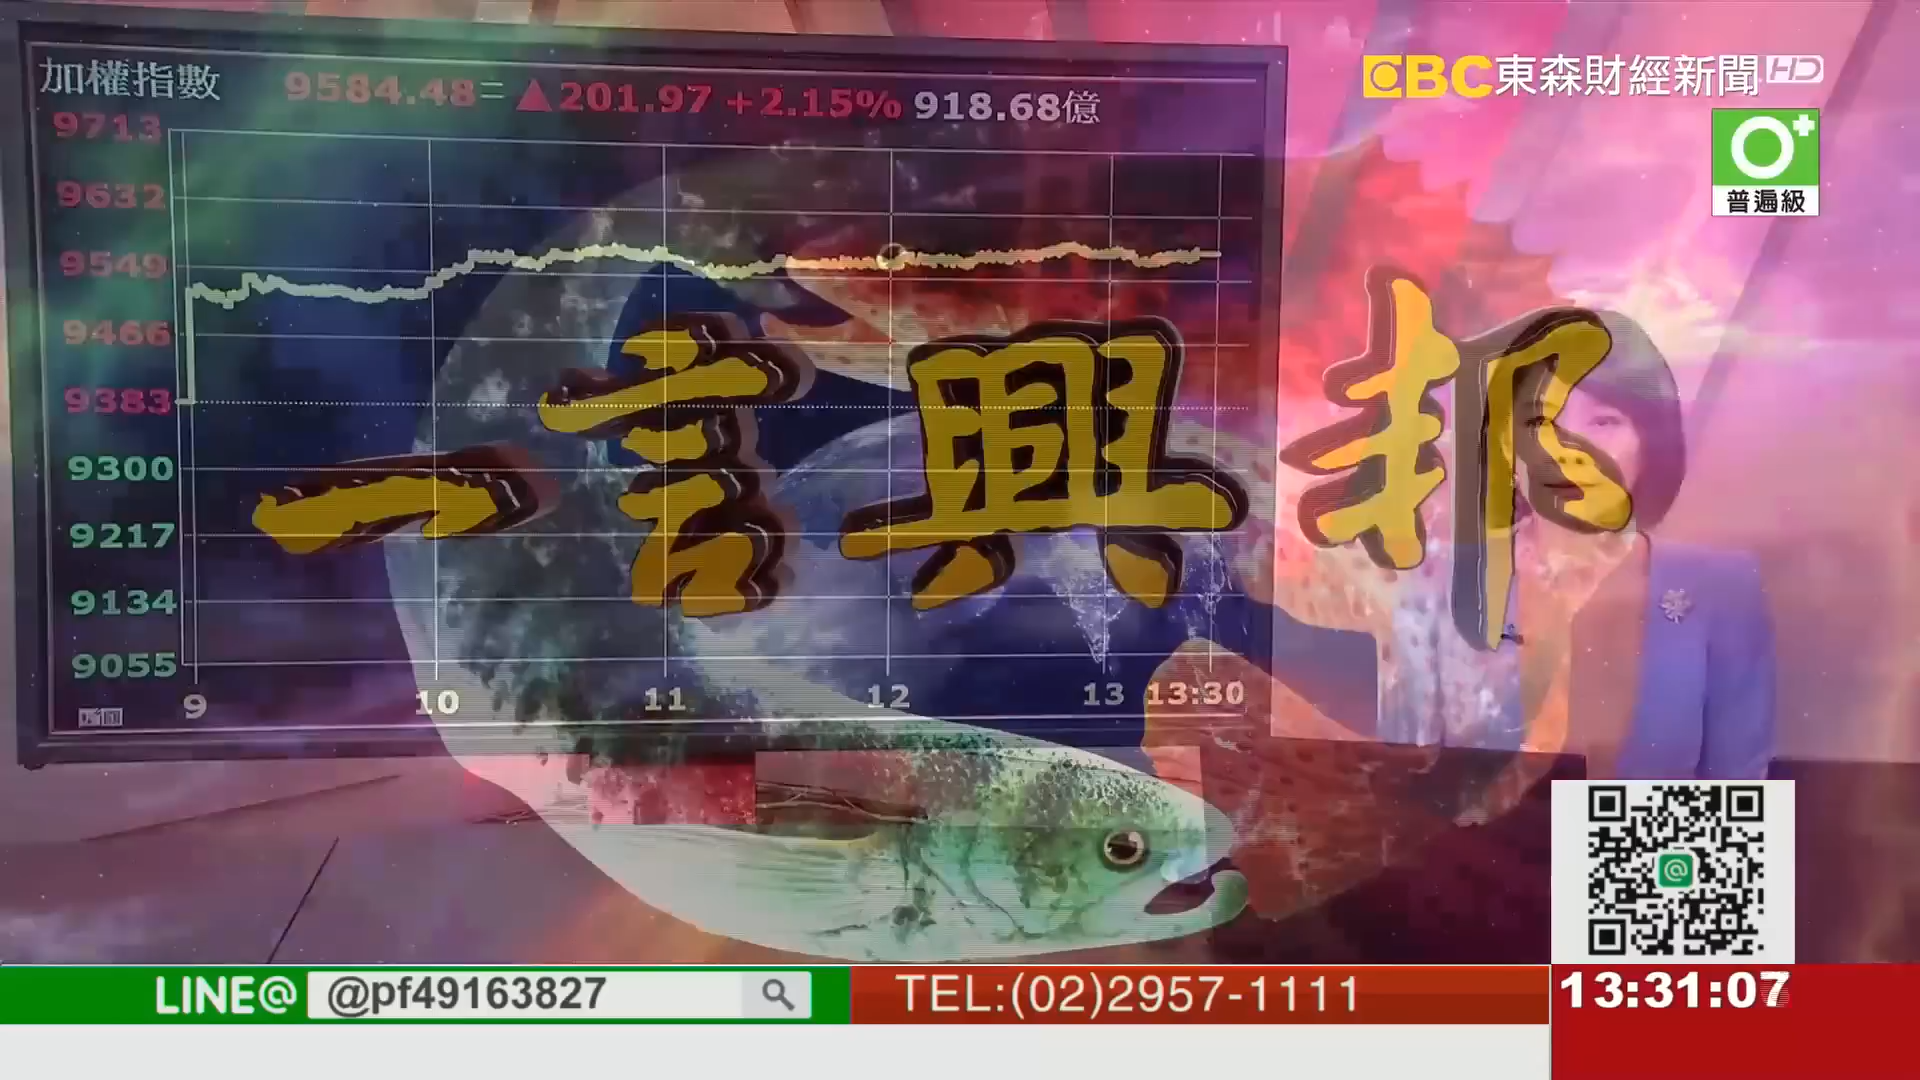 加權指數 9584.48= ▲201.97 +2.15% 918.68億
EBC東森財經新聞HD
O+
普遍級
9713
9632
9549
9466
9383
9300
9217
9134
9055
9 10 11 12 13 13:30
一言興邦
LINE@ @pf49163827
TEL:(02)2957-1111
13:31:07